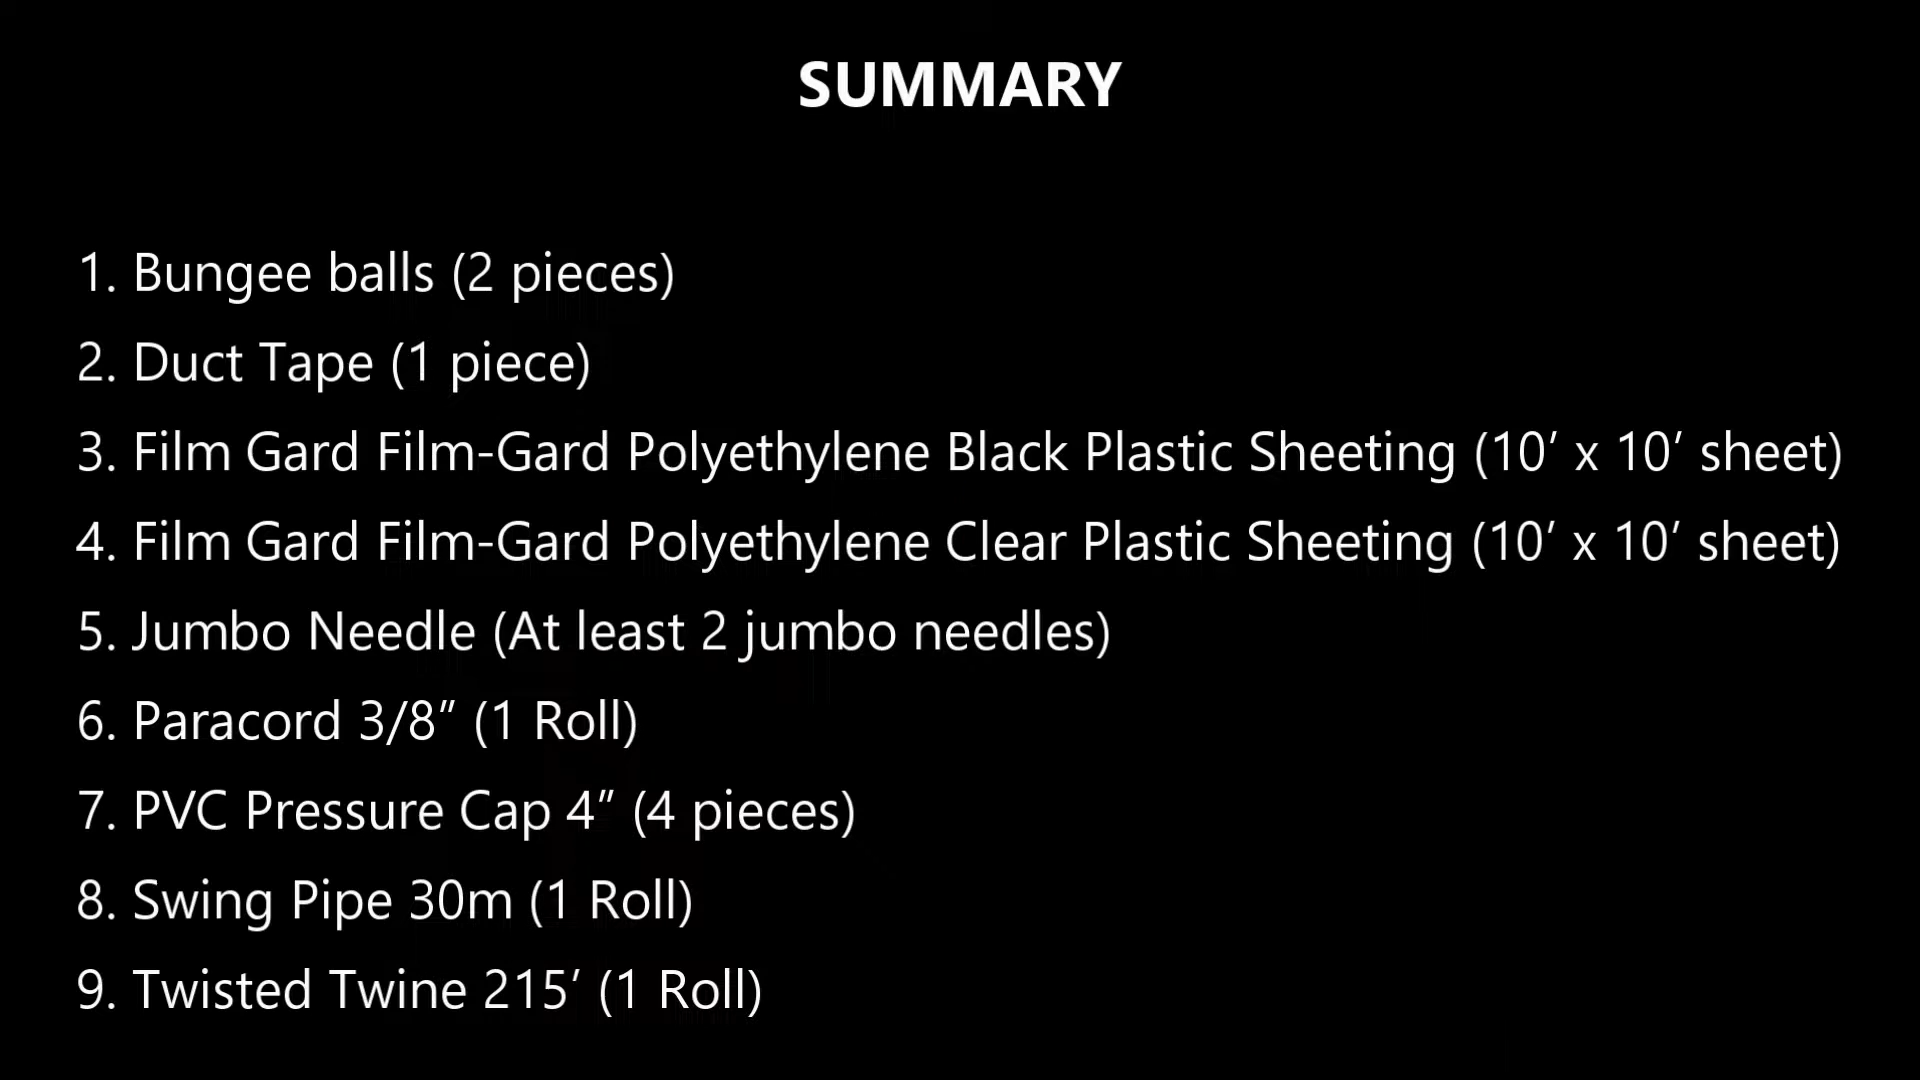 SUMMARY
1. Bungee balls (2 pieces)
2. Duct Tape (1 piece)
3. Film Gard Film-Gard Polyethylene Black Plastic Sheeting (10′ x 10′ sheet)
4. Film Gard Film-Gard Polyethylene Clear Plastic Sheeting (10′ x 10′ sheet)
5. Jumbo Needle (At least 2 jumbo needles)
6. Paracord 3/8″ (1 Roll)
7. PVC Pressure Cap 4″ (4 pieces)
8. Swing Pipe 30m (1 Roll)
9. Twisted Twine 215′ (1 Roll)